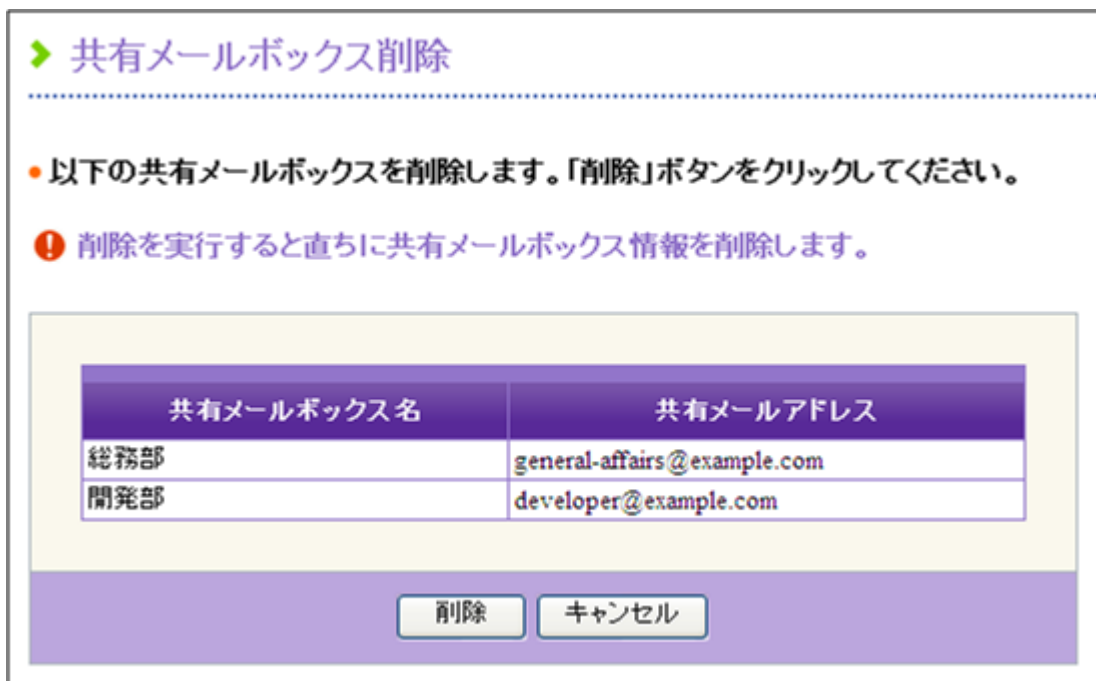 共有メールボックス削除
以下の共有メールボックスを削除します。「削除」ボタンをクリックしてください。
削除を実行すると直ちに共有メールボックス情報を削除します。
共有メールボックス名 共有メールアドレス
総務部 general-affairs@example.com
開発部 developer@example.com
削除 キャンセル